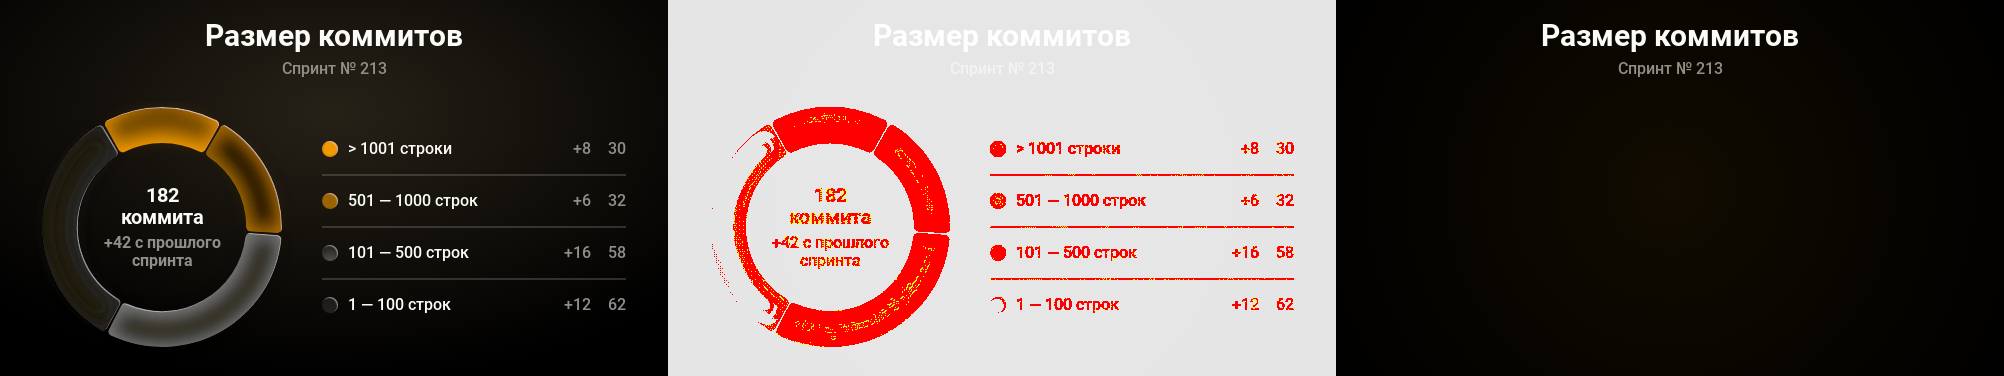 Размер коммитов
Спринт № 213
182
коммита
+42 с прошлого
спринта
> 1001 строки +8 30
501 — 1000 строк +6 32
101 — 500 строк +16 58
1 — 100 строк +12 62
Размер коммитов
Спринт № 213
182
коммита
+42 с прошлого
спринта
> 1001 строки +8 30
501 — 1000 строк +6 32
101 — 500 строк +16 58
1 — 100 строк +12 62
Размер коммитов
Спринт № 213